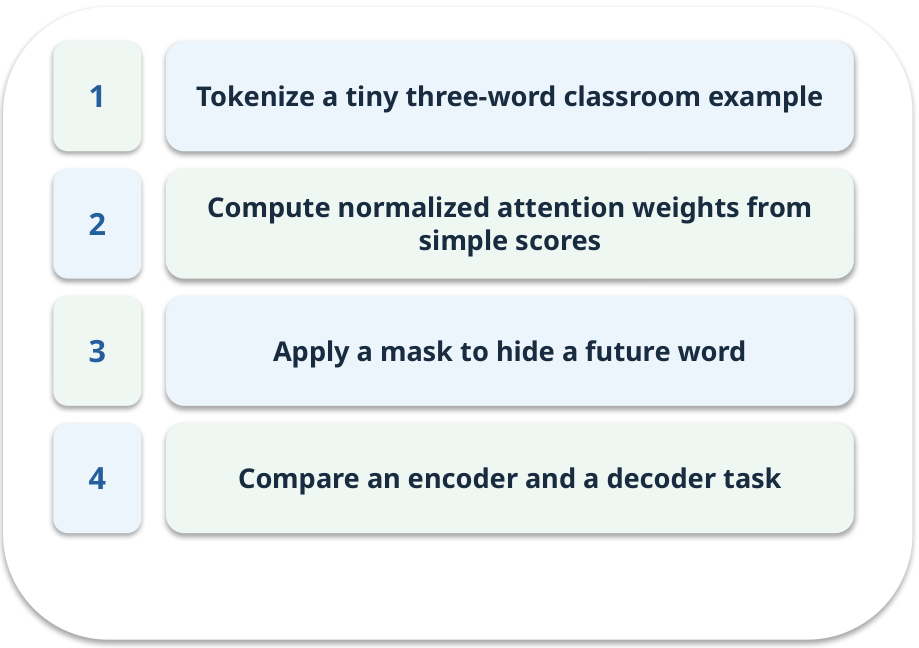 1
Tokenize a tiny three-word classroom example
2
Compute normalized attention weights from
simple scores
3
Apply a mask to hide a future word
4
Compare an encoder and a decoder task